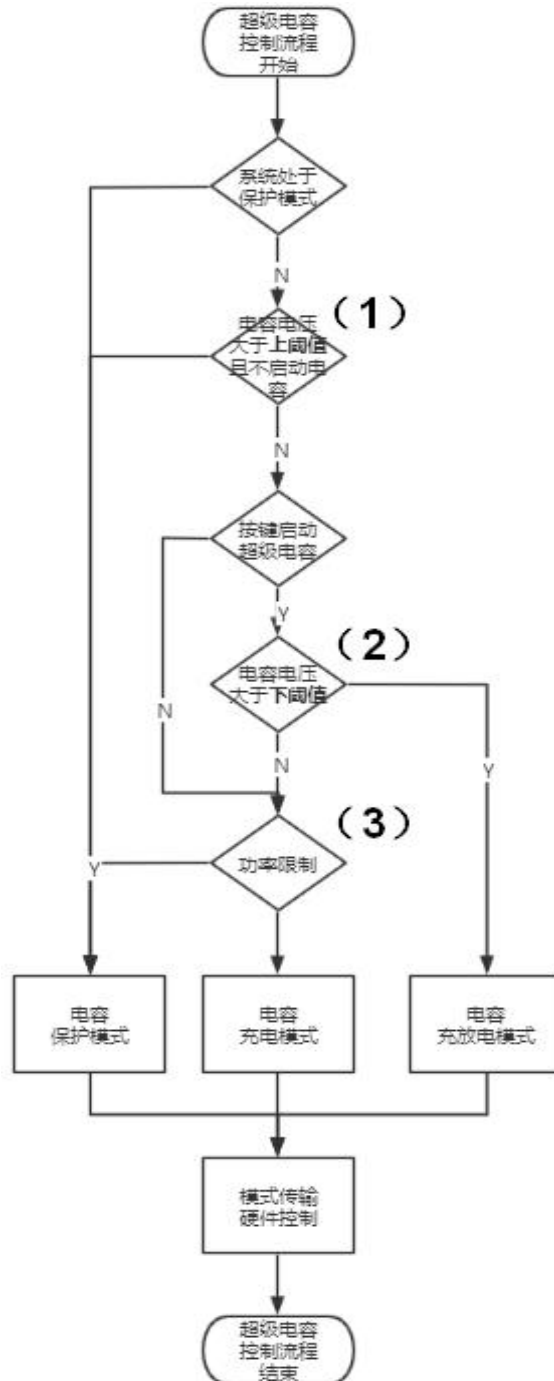 超级电容
控制流程
开始
系统处于
保护模式
N
（1）
电容电压
大于上阈值
且不启动电
容
N
按键启动
超级电容
Y
（2）
电容电压
大于下阈值
N
N
Y
（3）
功率限制
Y
电容
保护模式
电容
充电模式
电容
充放电模式
模式传输
硬件控制
超级电容
控制流程
结束